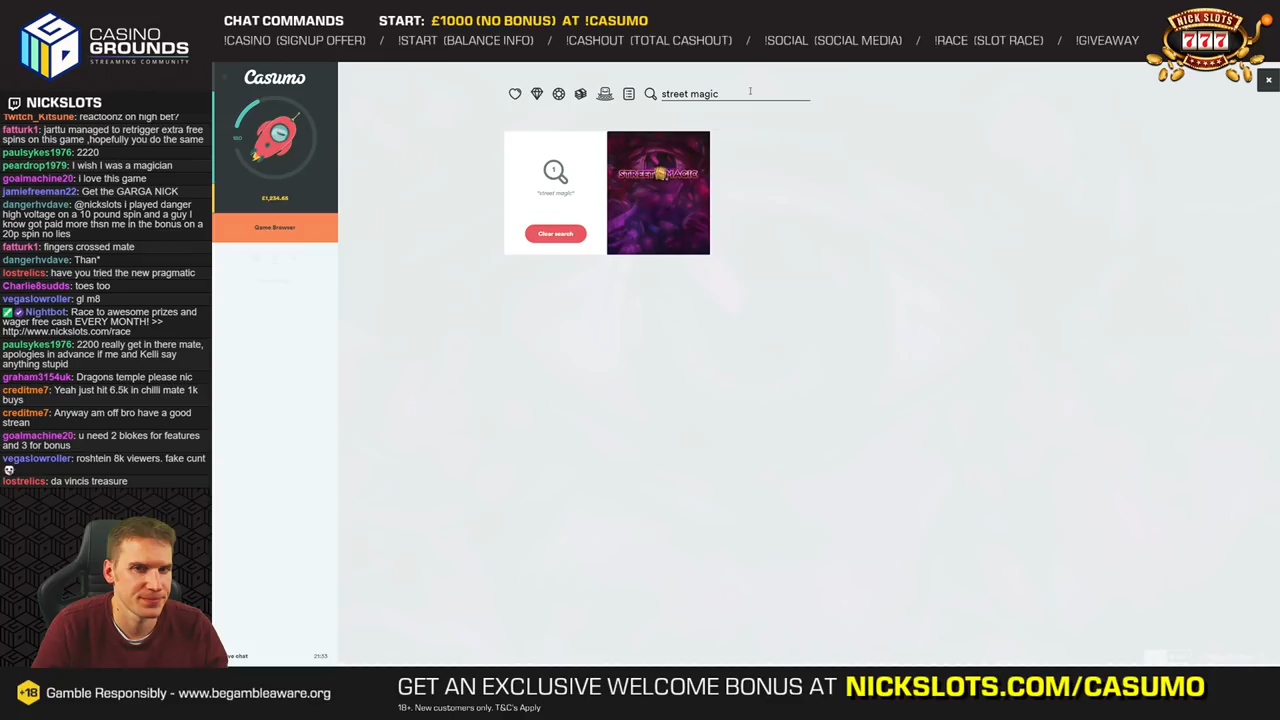 CASINO
GROUNDS
STREAMING COMMUNITY
CHAT COMMANDS
START: £1000 (NO BONUS) AT !CASUMO
!CASINO (SIGNUP OFFER) / !START (BALANCE INFO) / !CASHOUT (TOTAL CASHOUT) / !SOCIAL (SOCIAL MEDIA) / !RACE (SLOT RACE) / !GIVEAWAY
NICK SLOTS
777
NICKSLOTS
Twitch_Kitsune: reactoonz on high bet?
fatturk1: jarttu managed to retrigger extra free
spins on this game ,hopefully you do the same
paulsykes1976: 2220
peardrop1979: I wish I was a magician
goalmachine20: i love this game
jamiefreeman22: Get the GARGA NICK
dangerhvdave: @nickslots i played danger
high voltage on a 10 pound spin and a guy I
know got paid more thsn me in the bonus on a
20p spin no lies
fatturk1: fingers crossed mate
dangerhvdave: Than*
lostrelics: have you tried the new pragmatic
Charlie8sudds: toes too
vegaslowroller: gl m8
Nightbot: Race to awesome prizes and
wager free cash EVERY MONTH! >>
http://www.nickslots.com/race
paulsykes1976: 2200 really get in there mate,
apologies in advance if me and Kelli say
anything stupid
graham3154uk: Dragons temple please nic
creditme7: Yeah just hit 6.5k in chilli mate 1k
buys
creditme7: Anyway am off bro have a good
strean
goalmachine20: u need 2 blokes for features
and 3 for bonus
vegaslowroller: roshtein 8k viewers. fake cunt
lostrelics: da vincis treasure
Casumo
£1,234.65
Game Browser
street magic
1
"street magic"
Clear search
STREET MAGIC
21:33
+18 Gamble Responsibly - www.begambleaware.org
GET AN EXCLUSIVE WELCOME BONUS AT NICKSLOTS.COM/CASUMO
18+. New customers only. T&C's Apply